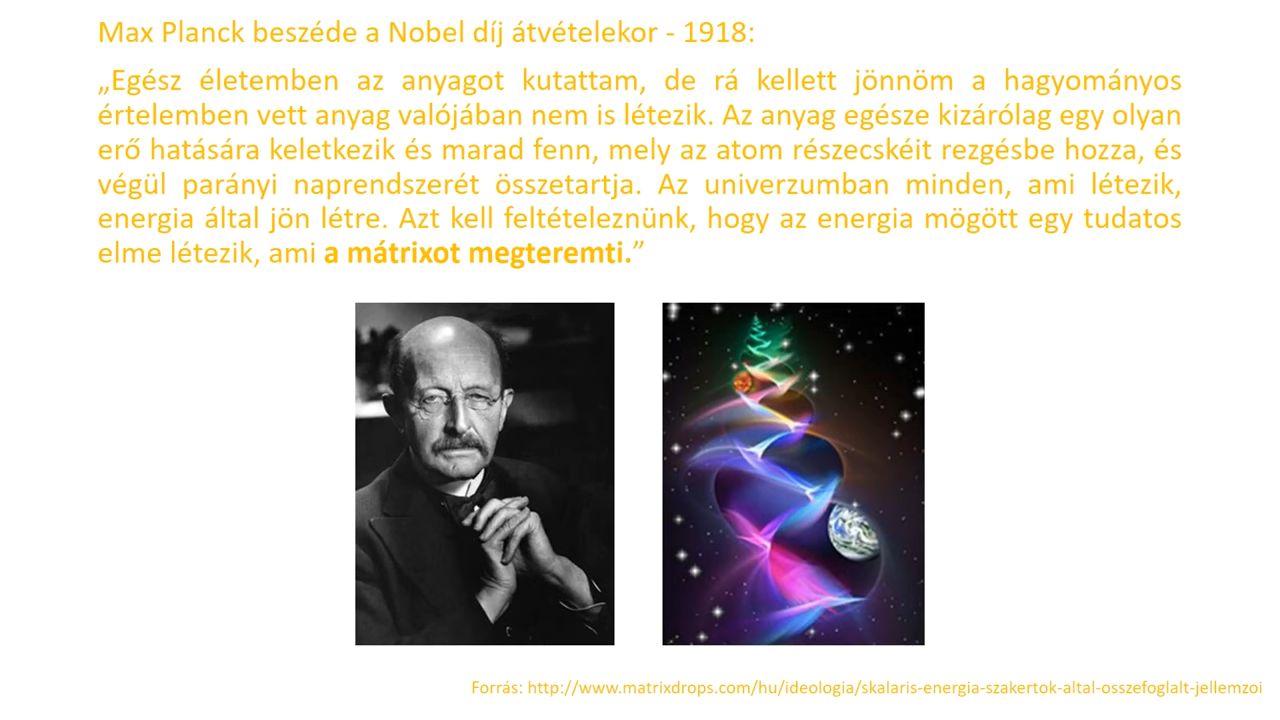 Max Planck beszéde a Nobel díj átvételekor - 1918:
„Egész életemben az anyagot kutattam, de rá kellett jönnöm a hagyományos
értelemben vett anyag valójában nem is létezik. Az anyag egésze kizárólag egy olyan
erő hatására keletkezik és marad fenn, mely az atom részecskéit rezgésbe hozza, és
végül parányi naprendszerét összetartja. Az univerzumban minden, ami létezik,
energia által jön létre. Azt kell feltételeznünk, hogy az energia mögött egy tudatos
elme létezik, ami a mátrixot megteremti.”
Forrás: http://www.matrixdrops.com/hu/ideologia/skalaris-energia-szakertok-altal-osszefoglalt-jellemzoi